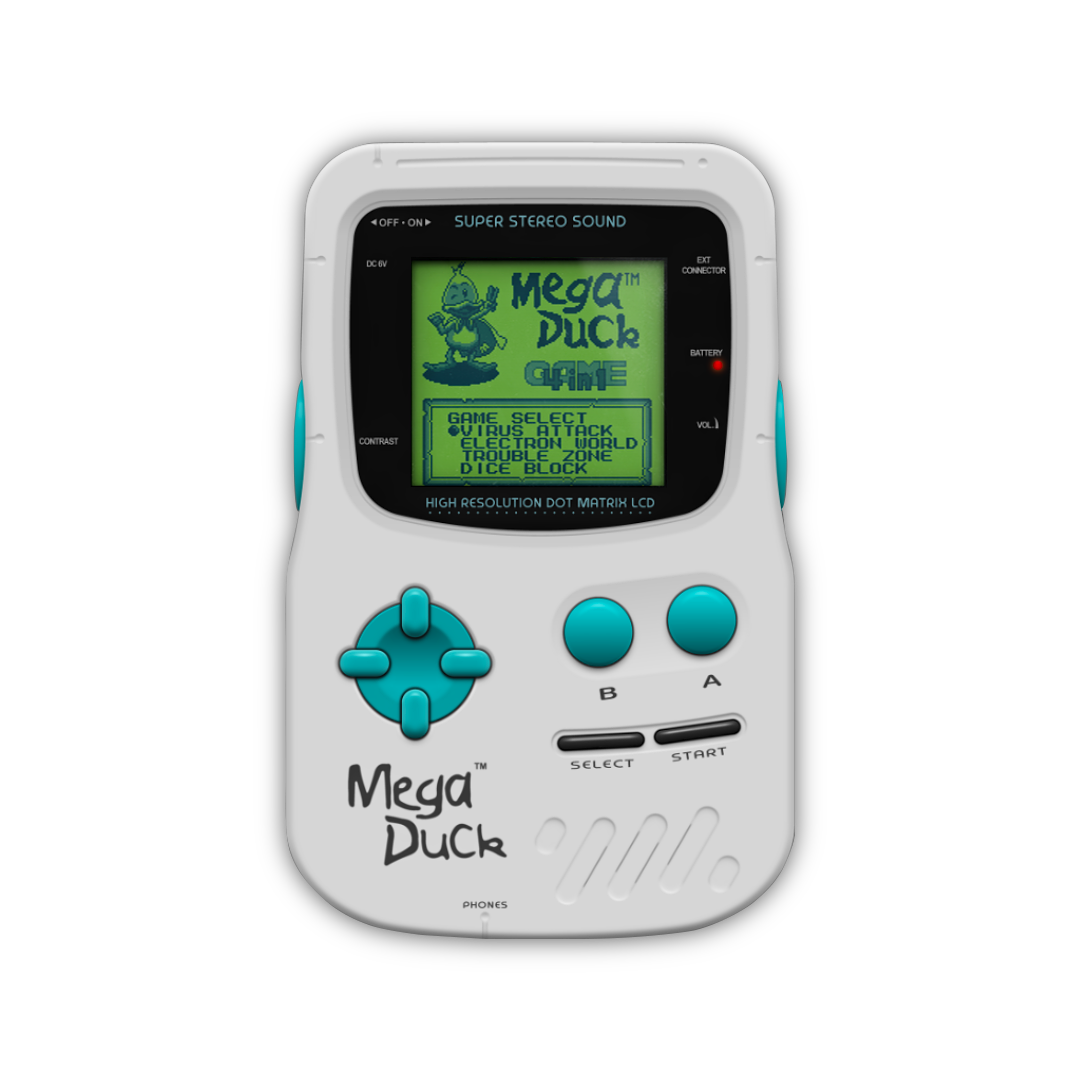 ◀OFF • ON▶
SUPER STEREO SOUND
DC 6V
EXT
CONNECTOR
Mega™
Duck
GAME
4in1
BATTERY
GAME SELECT
VIRUS ATTACK
ELECTRON WORLD
TROUBLE ZONE
DICE BLOCK
VOL.
CONTRAST
HIGH RESOLUTION DOT MATRIX LCD
B
A
SELECT
START
Mega™
Duck
PHONES